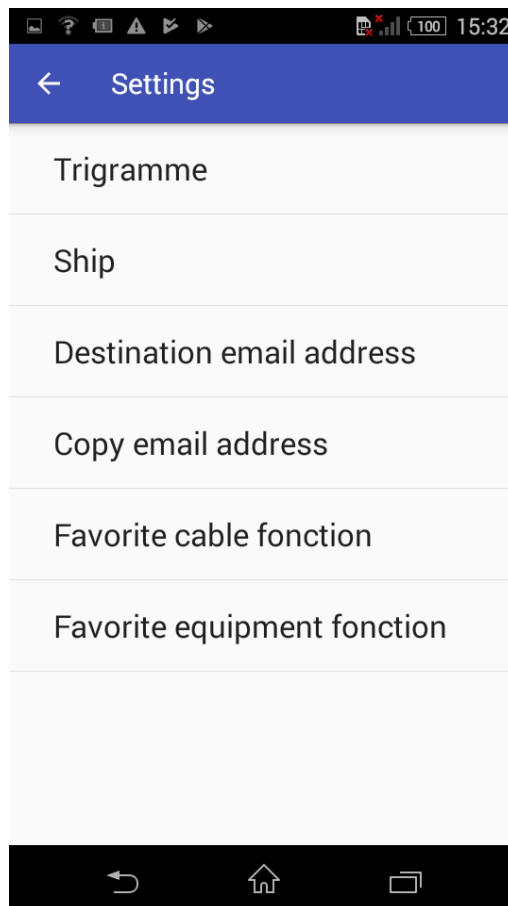 100 15:32
Settings
Trigramme
Ship
Destination email address
Copy email address
Favorite cable fonction
Favorite equipment fonction